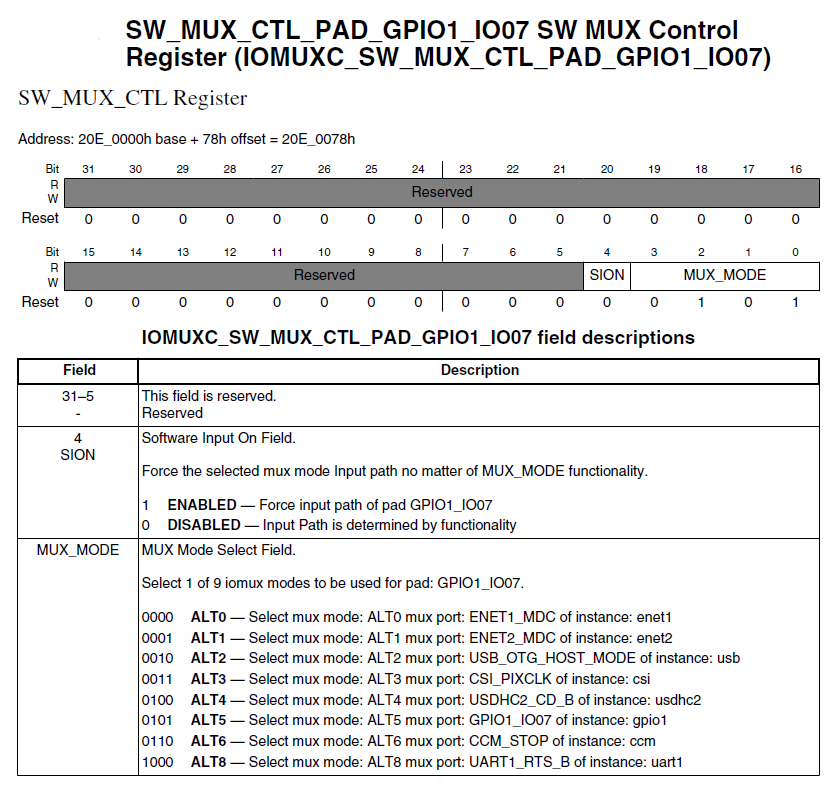 SW_MUX_CTL_PAD_GPIO1_IO07 SW MUX Control
Register (IOMUXC_SW_MUX_CTL_PAD_GPIO1_IO07)
SW_MUX_CTL Register
Address: 20E_0000h base + 78h offset = 20E_0078h
Bit 31 30 29 28 27 26 25 24 23 22 21 20 19 18 17 16
R
Reserved
W
Reset 0 0 0 0 0 0 0 0 0 0 0 0 0 0 0 0
Bit 15 14 13 12 11 10 9 8 7 6 5 4 3 2 1 0
R
Reserved SION MUX_MODE
W
Reset 0 0 0 0 0 0 0 0 0 0 0 0 0 1 0 1
IOMUXC_SW_MUX_CTL_PAD_GPIO1_IO07 field descriptions
Field Description
31–5 This field is reserved.
- Reserved
4 Software Input On Field.
SION
Force the selected mux mode Input path no matter of MUX_MODE functionality.
1 ENABLED — Force input path of pad GPIO1_IO07
0 DISABLED — Input Path is determined by functionality
MUX_MODE MUX Mode Select Field.
Select 1 of 9 iomux modes to be used for pad: GPIO1_IO07.
0000 ALT0 — Select mux mode: ALT0 mux port: ENET1_MDC of instance: enet1
0001 ALT1 — Select mux mode: ALT1 mux port: ENET2_MDC of instance: enet2
0010 ALT2 — Select mux mode: ALT2 mux port: USB_OTG_HOST_MODE of instance: usb
0011 ALT3 — Select mux mode: ALT3 mux port: CSI_PIXCLK of instance: csi
0100 ALT4 — Select mux mode: ALT4 mux port: USDHC2_CD_B of instance: usdhc2
0101 ALT5 — Select mux mode: ALT5 mux port: GPIO1_IO07 of instance: gpio1
0110 ALT6 — Select mux mode: ALT6 mux port: CCM_STOP of instance: ccm
1000 ALT8 — Select mux mode: ALT8 mux port: UART1_RTS_B of instance: uart1